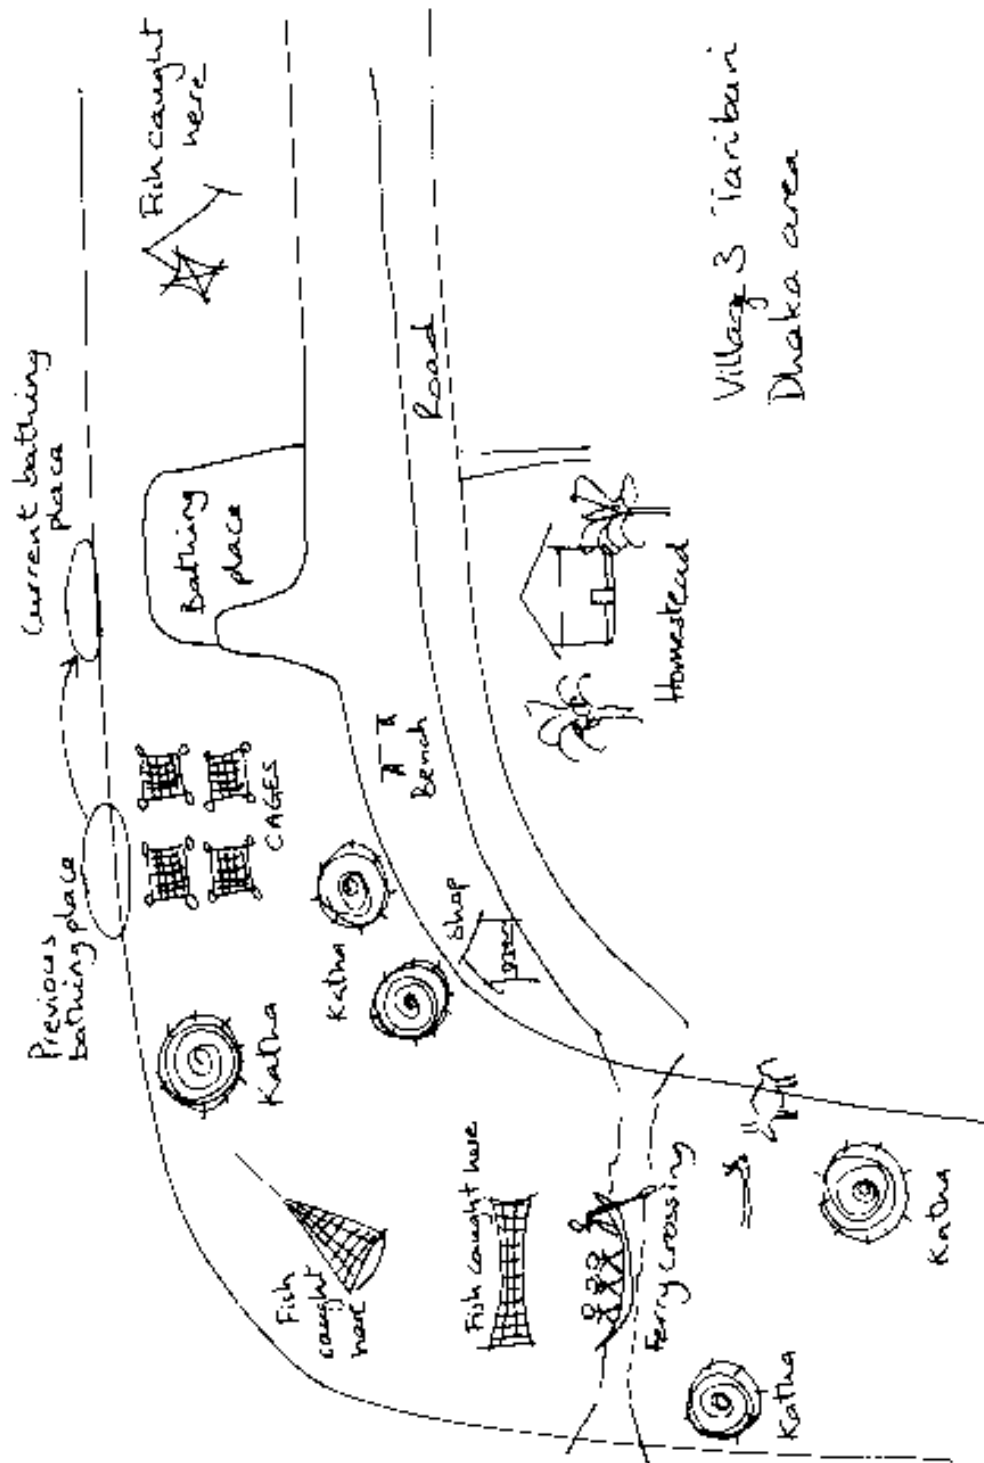 Previous
bathing place
Current bathing
place
Fish caught
here
Bathing
place
CAGES
Katha
Katha
Fish
caught
here
Fish caught here
Shop
Bench
Road
Ferry Crossing
Homestead
Katha
Katha
Village 3 Taribari
Dhaka area